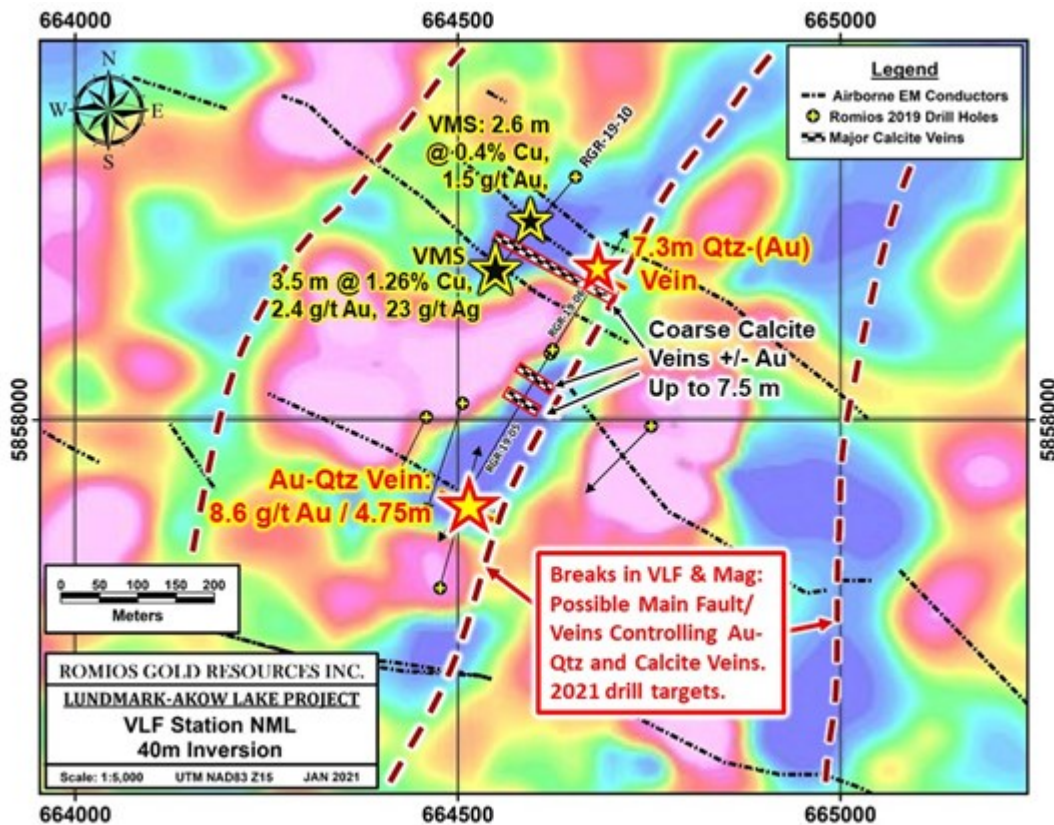 664000
664500
665000
N
W
E
S
Legend
Airborne EM Conductors
Romios 2019 Drill Holes
Major Calcite Veins
VMS: 2.6 m
@ 0.4% Cu,
1.5 g/t Au,
RGR-19-10
VMS
3.5 m @ 1.26% Cu,
2.4 g/t Au, 23 g/t Ag
7.3m Qtz-(Au)
Vein
Coarse Calcite
Veins +/- Au
Up to 7.5 m
5858000
5858000
RGR-19-05
Au-Qtz Vein:
8.6 g/t Au / 4.75m
Breaks in VLF & Mag:
Possible Main Fault/
Veins Controlling Au-
Qtz and Calcite Veins.
2021 drill targets.
0 50 100 150 200
Meters
ROMIOS GOLD RESOURCES INC.
LUNDMARK-AKOW LAKE PROJECT
VLF Station NML
40m Inversion
Scale: 1:5,000 UTM NAD83 Z15 JAN 2021
664000
664500
665000